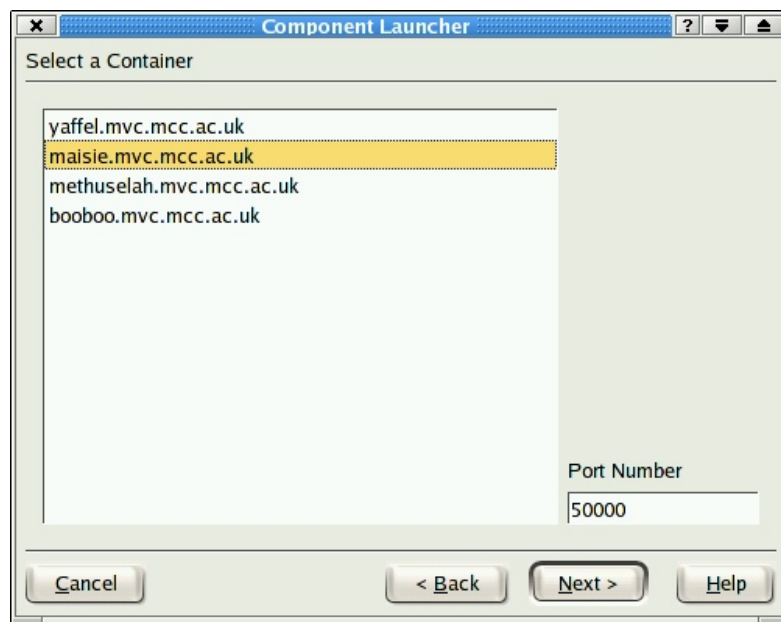 Component Launcher
?
Select a Container
yaffel.mvc.mcc.ac.uk
maisie.mvc.mcc.ac.uk
methuselah.mvc.mcc.ac.uk
booboo.mvc.mcc.ac.uk
Port Number
50000
Cancel
< Back
Next >
Help